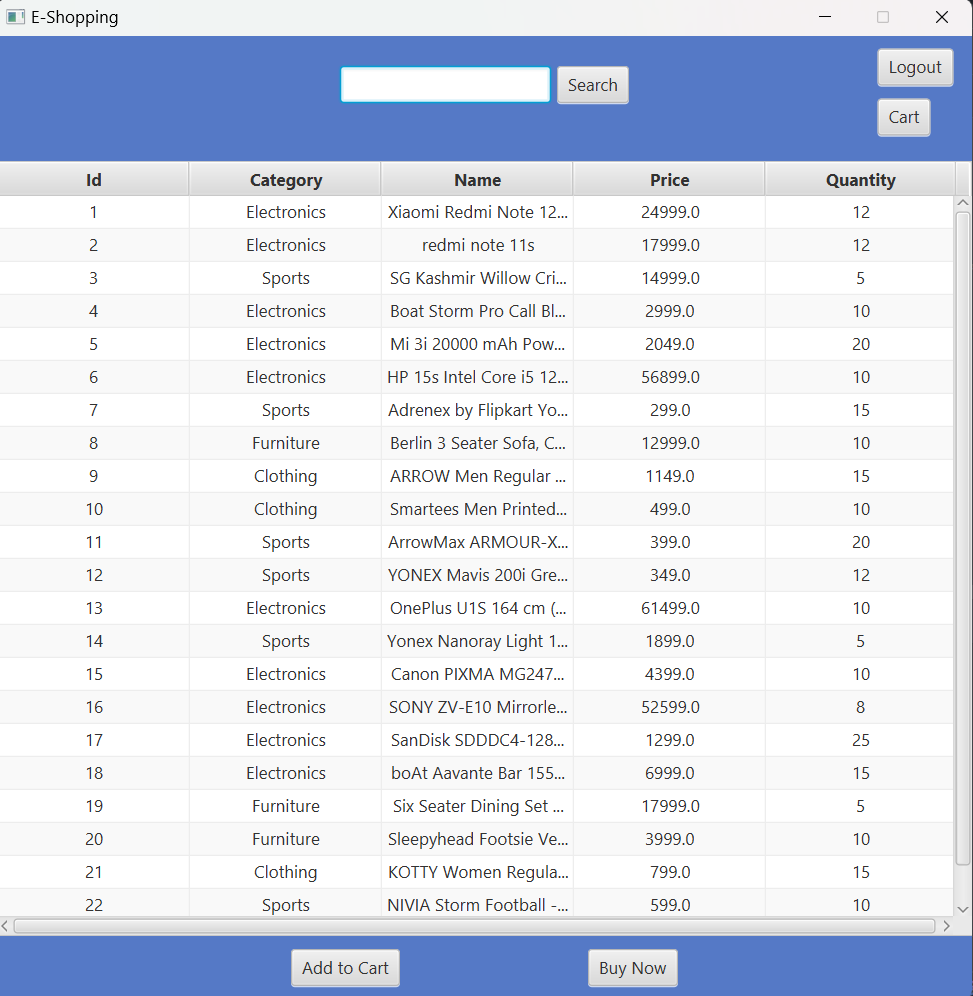 E-Shopping
Logout
Search
Cart
Id Category Name Price Quantity
1 Electronics Xiaomi Redmi Note 12... 24999.0 12
2 Electronics redmi note 11s 17999.0 12
3 Sports SG Kashmir Willow Cri... 14999.0 5
4 Electronics Boat Storm Pro Call Bl... 2999.0 10
5 Electronics Mi 3i 20000 mAh Pow... 2049.0 20
6 Electronics HP 15s Intel Core i5 12... 56899.0 10
7 Sports Adrenex by Flipkart Yo... 299.0 15
8 Furniture Berlin 3 Seater Sofa, C... 12999.0 10
9 Clothing ARROW Men Regular ... 1149.0 15
10 Clothing Smartees Men Printed... 499.0 10
11 Sports ArrowMax ARMOUR-X... 399.0 20
12 Sports YONEX Mavis 200i Gre... 349.0 12
13 Electronics OnePlus U1S 164 cm (... 61499.0 10
14 Sports Yonex Nanoray Light 1... 1899.0 5
15 Electronics Canon PIXMA MG247... 4399.0 10
16 Electronics SONY ZV-E10 Mirrorle... 52599.0 8
17 Electronics SanDisk SDDDC4-128... 1299.0 25
18 Electronics boAt Aavante Bar 155... 6999.0 15
19 Furniture Six Seater Dining Set ... 17999.0 5
20 Furniture Sleepyhead Footsie Ve... 3999.0 10
21 Clothing KOTTY Women Regula... 799.0 15
22 Sports NIVIA Storm Football -... 599.0 10
Add to Cart Buy Now